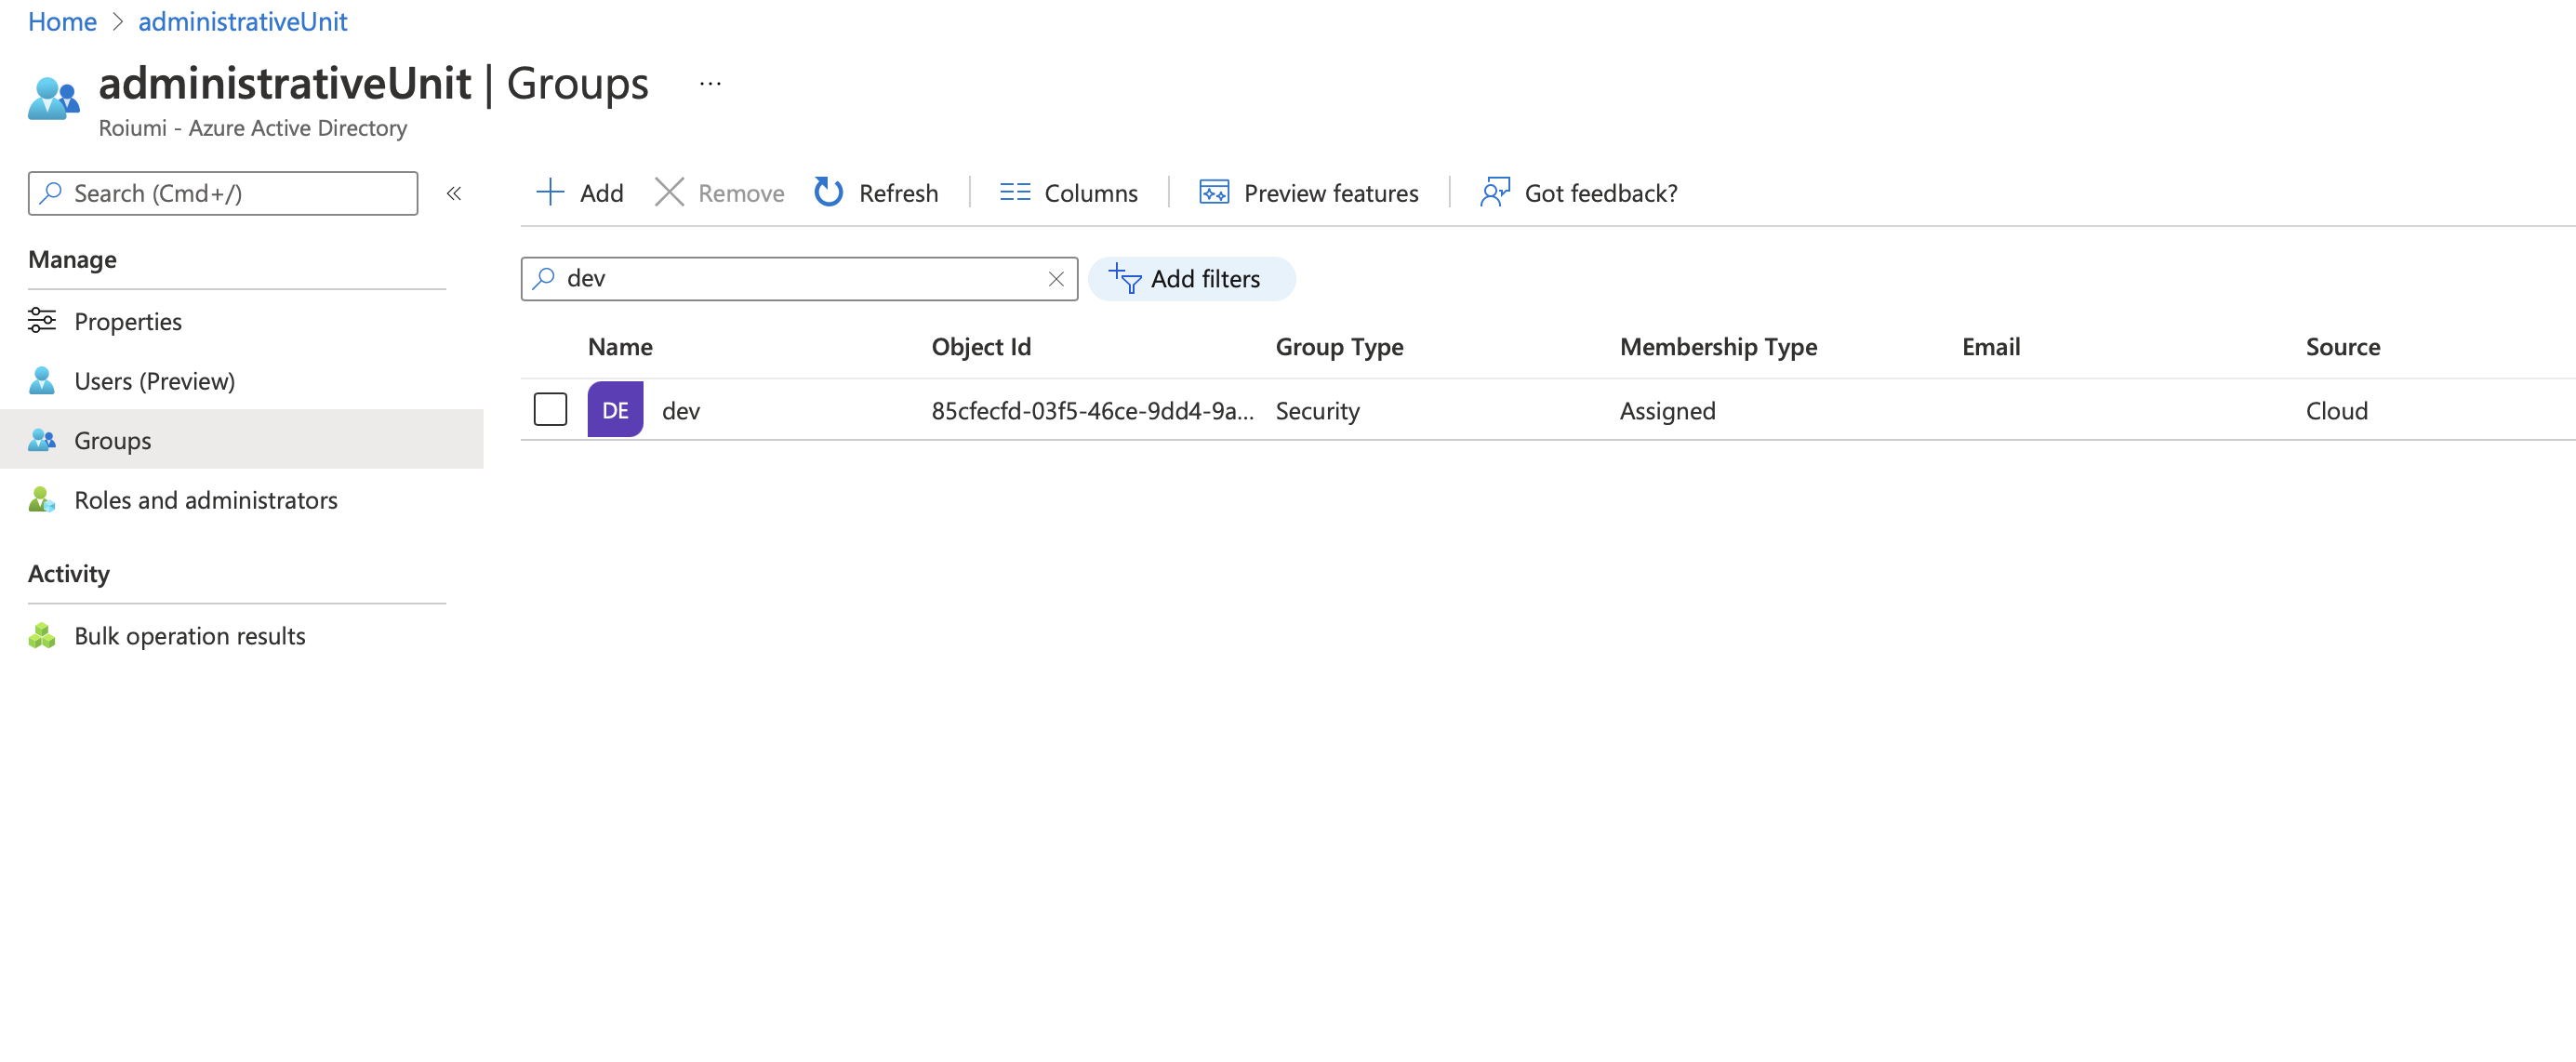 Home > administrativeUnit
administrativeUnit | Groups ...
Roiumi - Azure Active Directory
Search (Cmd+/) «
Manage
Properties
Users (Preview)
Groups
Roles and administrators
Activity
Bulk operation results
Add Remove Refresh Columns Preview features Got feedback?
dev Add filters
Name Object Id Group Type Membership Type Email Source
DE dev 85cfecfd-03f5-46ce-9dd4-9a... Security Assigned Cloud